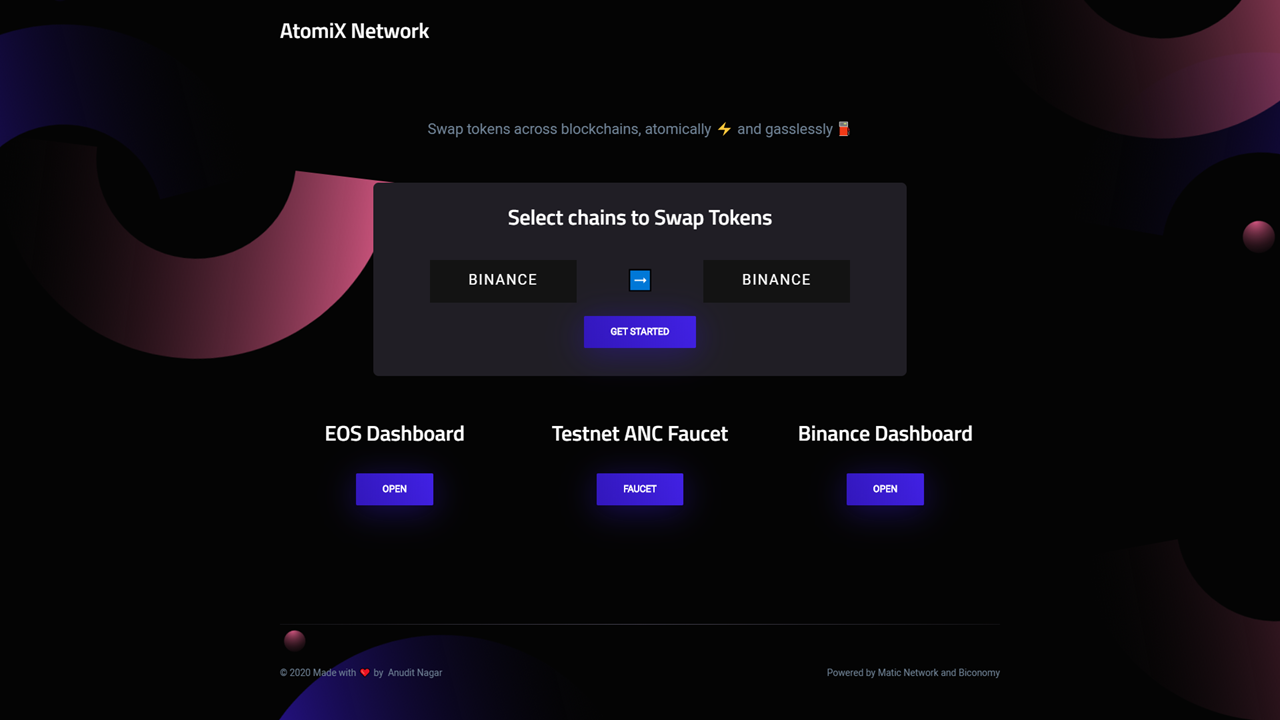 AtomiX Network
Swap tokens across blockchains, atomically ⚡ and gasslessly ⛽
Select chains to Swap Tokens
BINANCE ➡ BINANCE
GET STARTED
EOS Dashboard Testnet ANC Faucet Binance Dashboard
OPEN FAUCET OPEN
© 2020 Made with ❤ by Anudit Nagar Powered by Matic Network and Biconomy